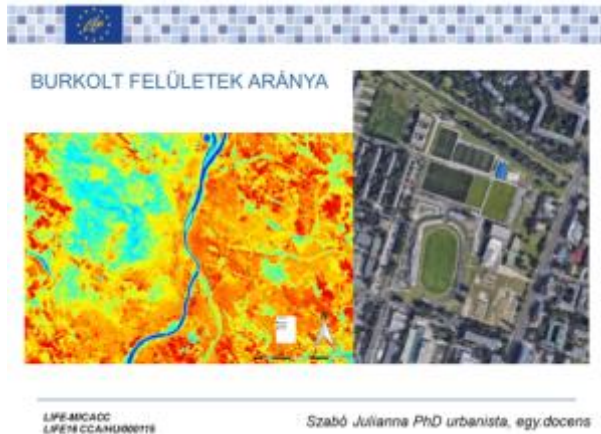 BURKOLT FELÜLETEK ARÁNYA
LIFE-MICACC
LIFE16 CCA/HU/000115
Szabó Julianna PhD urbanista, egy.docens